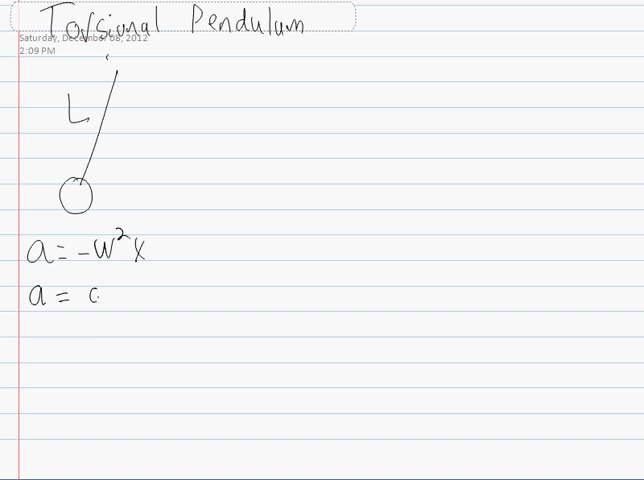 Torsional Pendulum
Saturday, December 08, 2012
2:09 PM
L
a = -w²x
a =